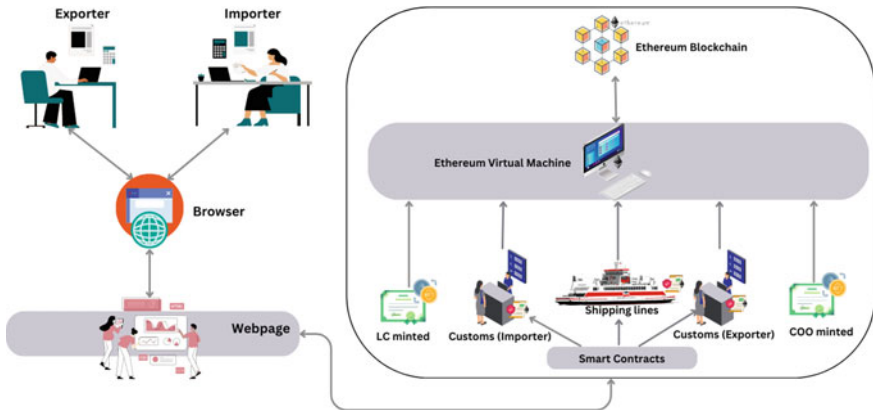 Exporter
Importer
Browser
Webpage
ethereum
Ethereum Blockchain
Ethereum Virtual Machine
LC minted
Customs (Importer)
Shipping lines
Customs (Exporter)
COO minted
Smart Contracts